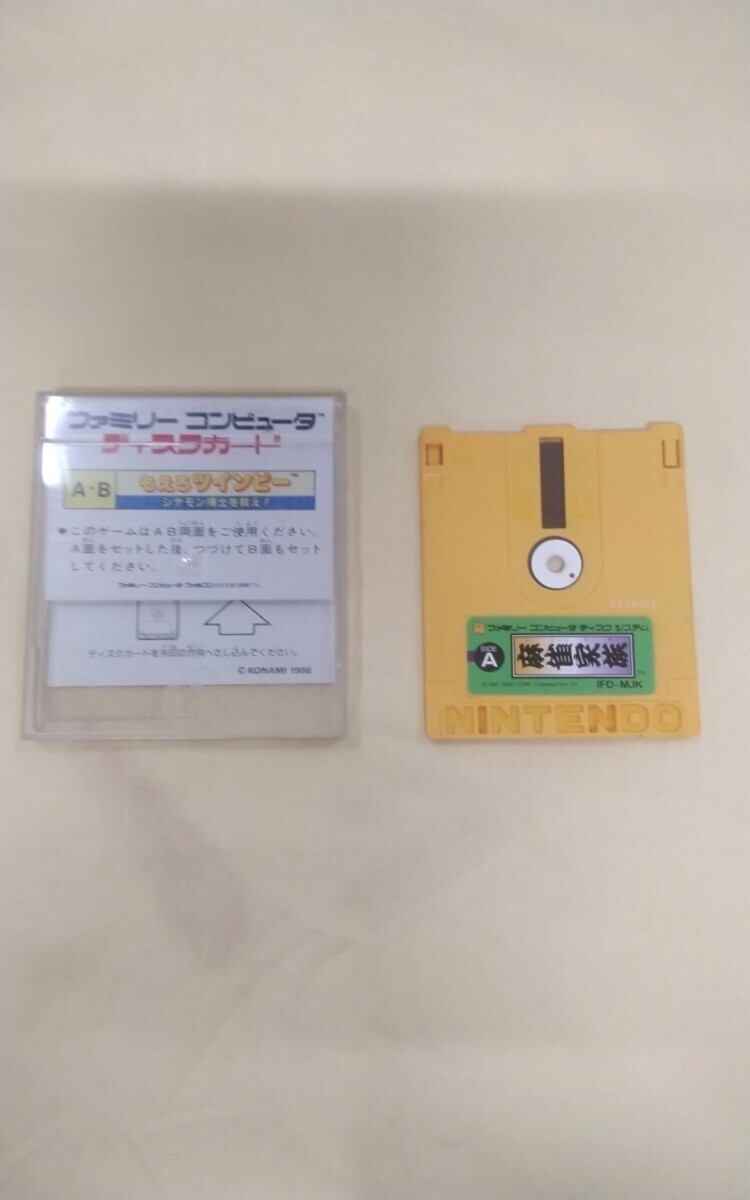 ファミリー コンピュータ™
ディスクカード
A・B
もえろツインビー™
シナモン博士を救え!
●このゲームはAB両面をご使用ください。
A面をセットした後、つづけてB面もセット
してください。
ディスクカードを矢印の方向へさし込んでください。
© KONAMI 1986
ファミリー コンピュータ ディスク システム
SIDE
A
麻雀家族
™
IFD-MJK
NINTENDO